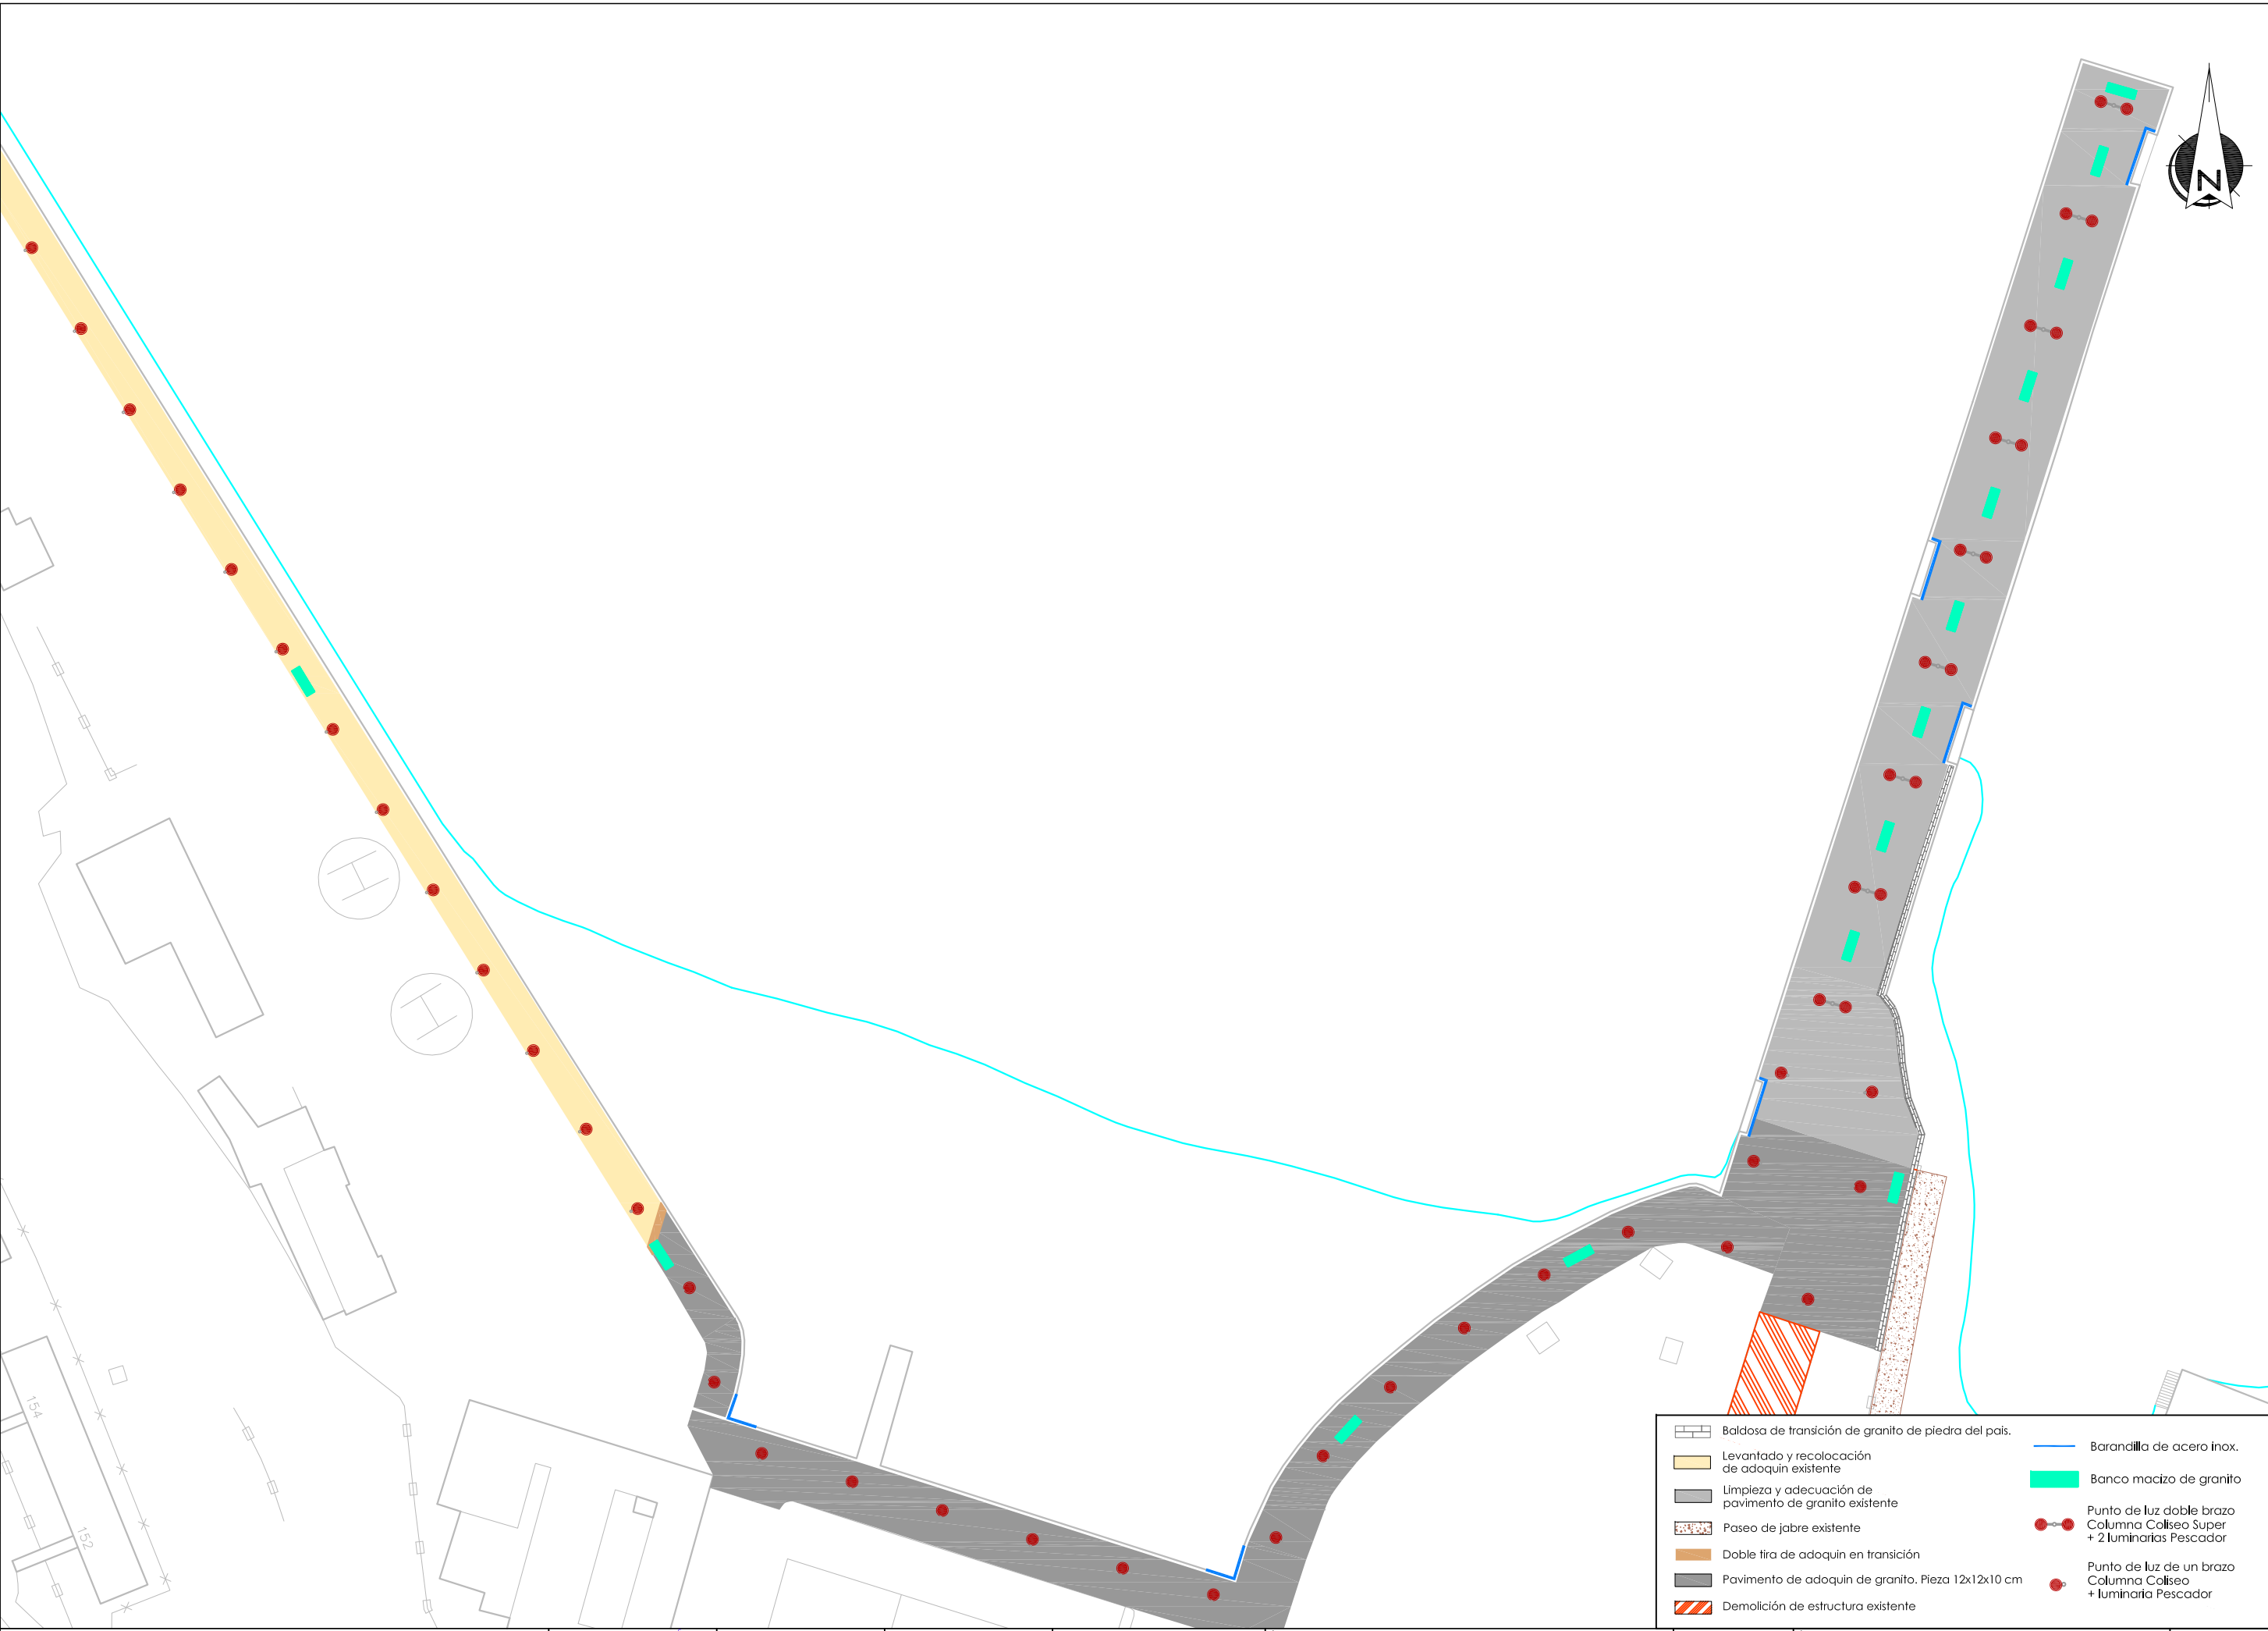 N
154
152
Baldosa de transición de granito de piedra del pais.
Levantado y recolocación
de adoquin existente
Limpieza y adecuación de
pavimento de granito existente
Paseo de jabre existente
Doble tira de adoquin en transición
Pavimento de adoquin de granito. Pieza 12x12x10 cm
Demolición de estructura existente
Barandilla de acero inox.
Banco macizo de granito
Punto de luz doble brazo
Columna Coliseo Super
+ 2 luminarias Pescador
Punto de luz de un brazo
Columna Coliseo
+ luminaria Pescador